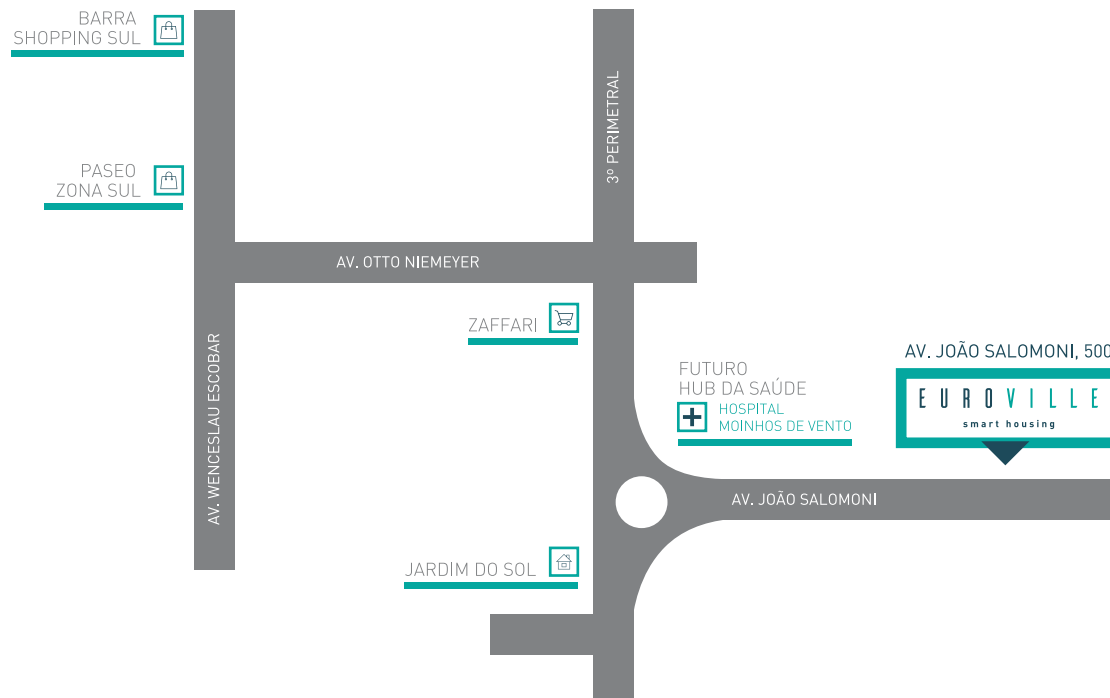 BARRA
SHOPPING SUL
PASEO
ZONA SUL
3º PERIMETRAL
AV. OTTO NIEMEYER
ZAFFARI
AV. WENCESLAU ESCOBAR
FUTURO
HUB DA SAÚDE
HOSPITAL
MOINHOS DE VENTO
AV. JOÃO SALOMONI, 500
EUROVILLE
smart housing
AV. JOÃO SALOMONI
JARDIM DO SOL